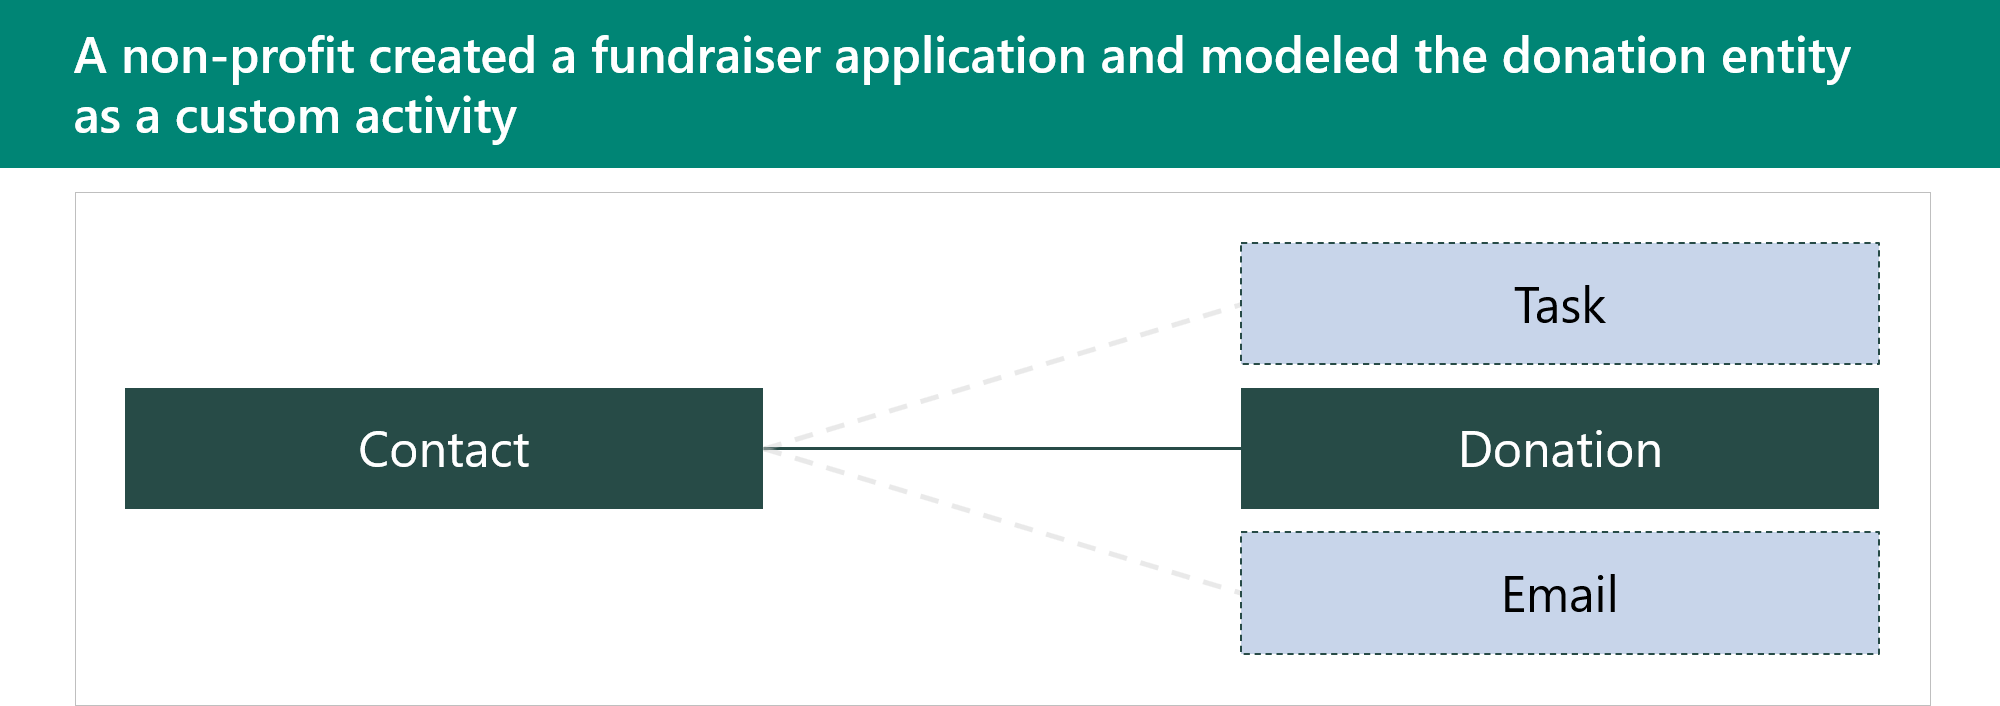 A non-profit created a fundraiser application and modeled the donation entity
as a custom activity
Task
Contact
Donation
Email